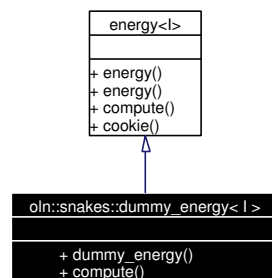 energy<I>
+ energy()
+ energy()
+ compute()
+ cookie()
oln::snakes::dummy_energy< I >
+ dummy_energy()
+ compute()